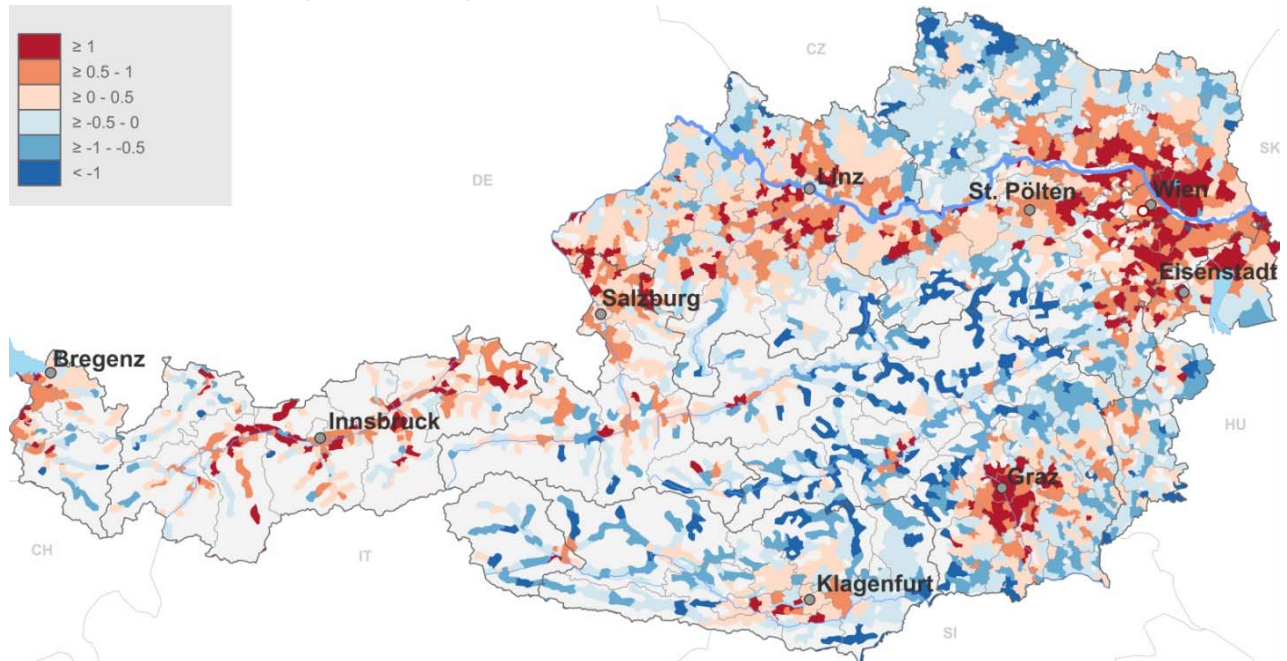 ≥ 1
≥ 0.5 - 1
≥ 0 - 0.5
≥ -0.5 - 0
≥ -1 - -0.5
< -1
CZ
DE
SK
Linz
St. Pölten
Wien
Eisenstadt
Salzburg
Bregenz
Innsbruck
HU
Graz
CH
IT
Klagenfurt
SI